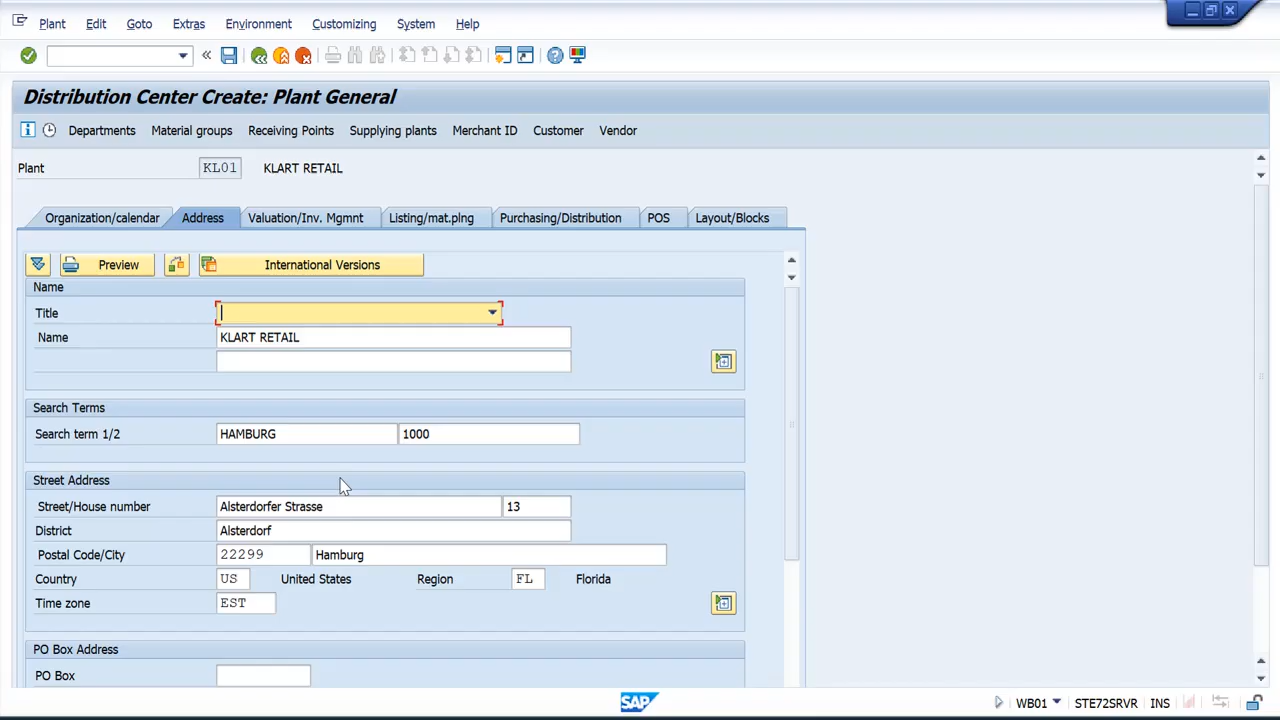 Plant Edit Goto Extras Environment Customizing System Help
Distribution Center Create: Plant General
Departments Material groups Receiving Points Supplying plants Merchant ID Customer Vendor
Plant KL01 KLART RETAIL
Organization/calendar Address Valuation/Inv. Mgmnt Listing/mat.plng Purchasing/Distribution POS Layout/Blocks
Preview International Versions
Name
Title
Name KLART RETAIL
Search Terms
Search term 1/2 HAMBURG 1000
Street Address
Street/House number Alsterdorfer Strasse 13
District Alsterdorf
Postal Code/City 22299 Hamburg
Country US United States Region FL Florida
Time zone EST
PO Box Address
PO Box
SAP WB01 STE72SRVR INS